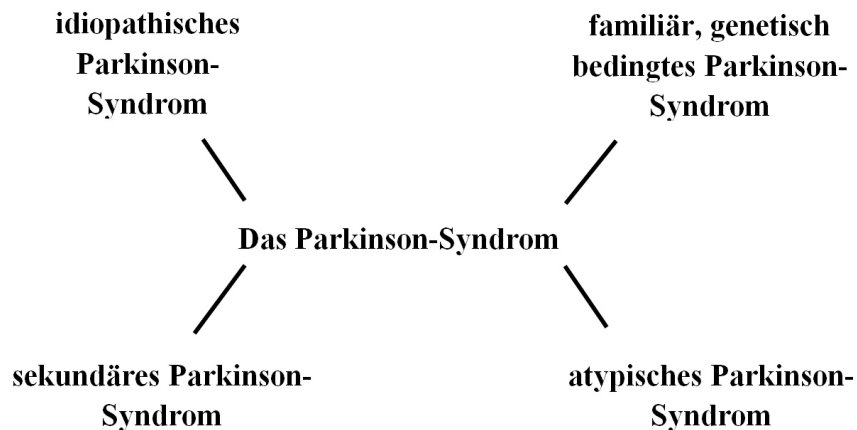 idiopathisches
Parkinson-
Syndrom
familiär, genetisch
bedingtes Parkinson-
Syndrom
Das Parkinson-Syndrom
sekundäres Parkinson-
Syndrom
atypisches Parkinson-
Syndrom